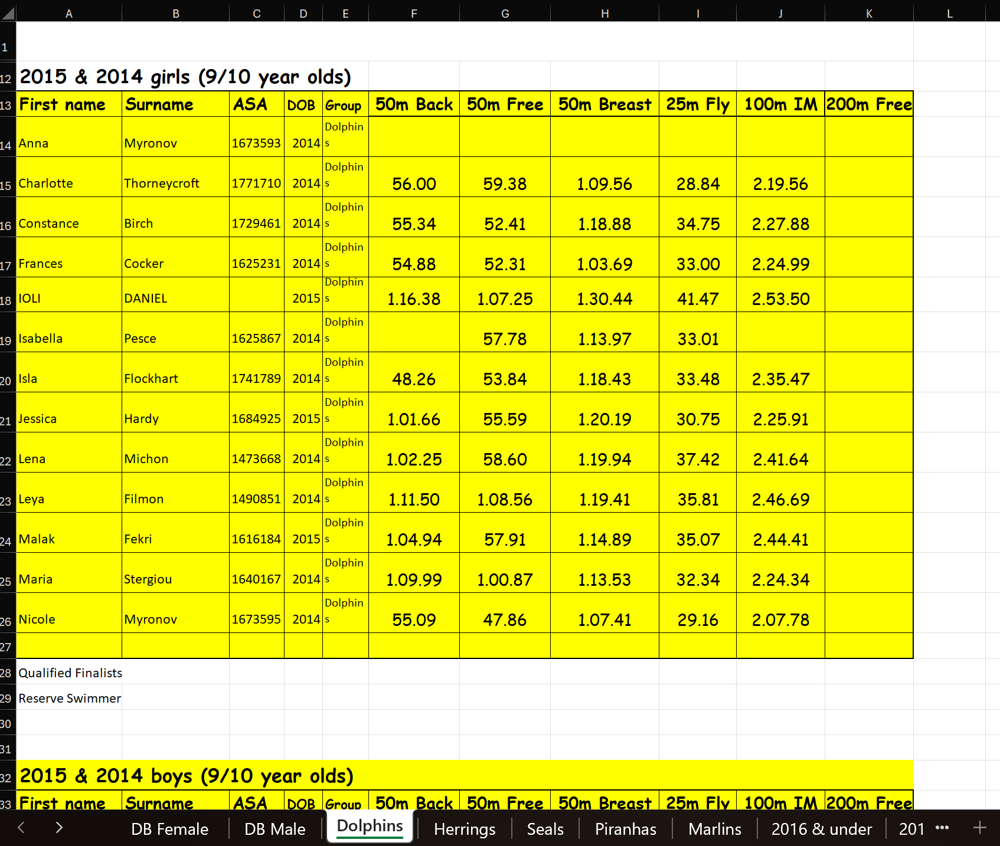 A B C D E F G H I J K L
1
12 2015 & 2014 girls (9/10 year olds)
13 First name Surname ASA DOB Group 50m Back 50m Free 50m Breast 25m Fly 100m IM 200m Free
14 Anna Myronov 1673593 2014 Dolphins
15 Charlotte Thorneycroft 1771710 2014 Dolphins 56.00 59.38 1.09.56 28.84 2.19.56
16 Constance Birch 1729461 2014 Dolphins 55.34 52.41 1.18.88 34.75 2.27.88
17 Frances Cocker 1625231 2014 Dolphins 54.88 52.31 1.03.69 33.00 2.24.99
18 IOLI DANIEL 2015 Dolphins 1.16.38 1.07.25 1.30.44 41.47 2.53.50
19 Isabella Pesce 1625867 2014 Dolphins 57.78 1.13.97 33.01
20 Isla Flockhart 1741789 2014 Dolphins 48.26 53.84 1.18.43 33.48 2.35.47
21 Jessica Hardy 1684925 2015 Dolphins 1.01.66 55.59 1.20.19 30.75 2.25.91
22 Lena Michon 1473668 2014 Dolphins 1.02.25 58.60 1.19.94 37.42 2.41.64
23 Leya Filmon 1490851 2014 Dolphins 1.11.50 1.08.56 1.19.41 35.81 2.46.69
24 Malak Fekri 1616184 2015 Dolphins 1.04.94 57.91 1.14.89 35.07 2.44.41
25 Maria Stergiou 1640167 2014 Dolphins 1.09.99 1.00.87 1.13.53 32.34 2.24.34
26 Nicole Myronov 1673595 2014 Dolphins 55.09 47.86 1.07.41 29.16 2.07.78
27
28 Qualified Finalists
29 Reserve Swimmer
30
31
32 2015 & 2014 boys (9/10 year olds)
33 First name Surname ASA DOB Group 50m Back 50m Free 50m Breast 25m Fly 100m IM 200m Free
DB Female DB Male Dolphins Herrings Seals Piranhas Marlins 2016 & under 201 ···